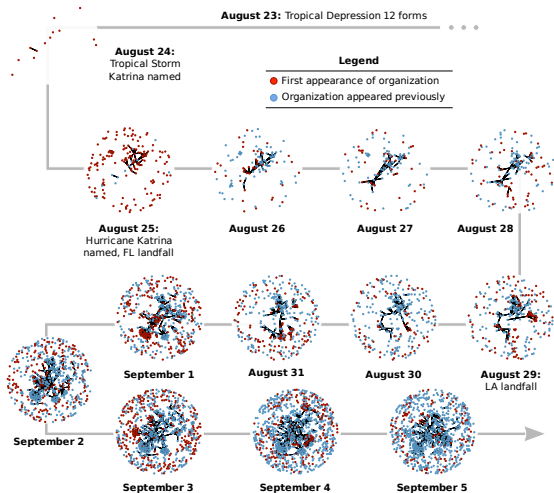 August 23: Tropical Depression 12 forms
August 24:
Tropical Storm
Katrina named
Legend
First appearance of organization
Organization appeared previously
August 25:
Hurricane Katrina
named, FL landfall
August 26
August 27
August 28
September 1
August 31
August 30
August 29:
LA landfall
September 2
September 3
September 4
September 5